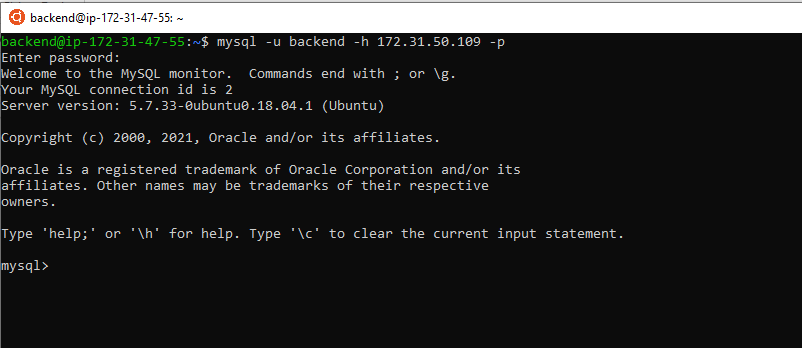 backend@ip-172-31-47-55: ~
backend@ip-172-31-47-55:~$ mysql -u backend -h 172.31.50.109 -p
Enter password:
Welcome to the MySQL monitor.  Commands end with ; or \g.
Your MySQL connection id is 2
Server version: 5.7.33-0ubuntu0.18.04.1 (Ubuntu)

Copyright (c) 2000, 2021, Oracle and/or its affiliates.

Oracle is a registered trademark of Oracle Corporation and/or its
affiliates. Other names may be trademarks of their respective
owners.

Type 'help;' or '\h' for help. Type '\c' to clear the current input statement.

mysql>